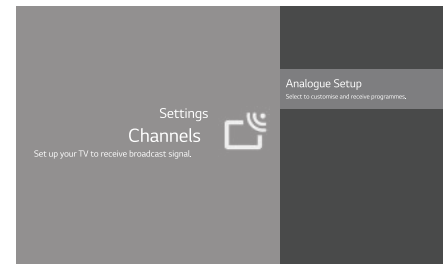 Settings
Channels
Set up your TV to receive broadcast signal.
Analogue Setup
Select to customise and receive programmes.